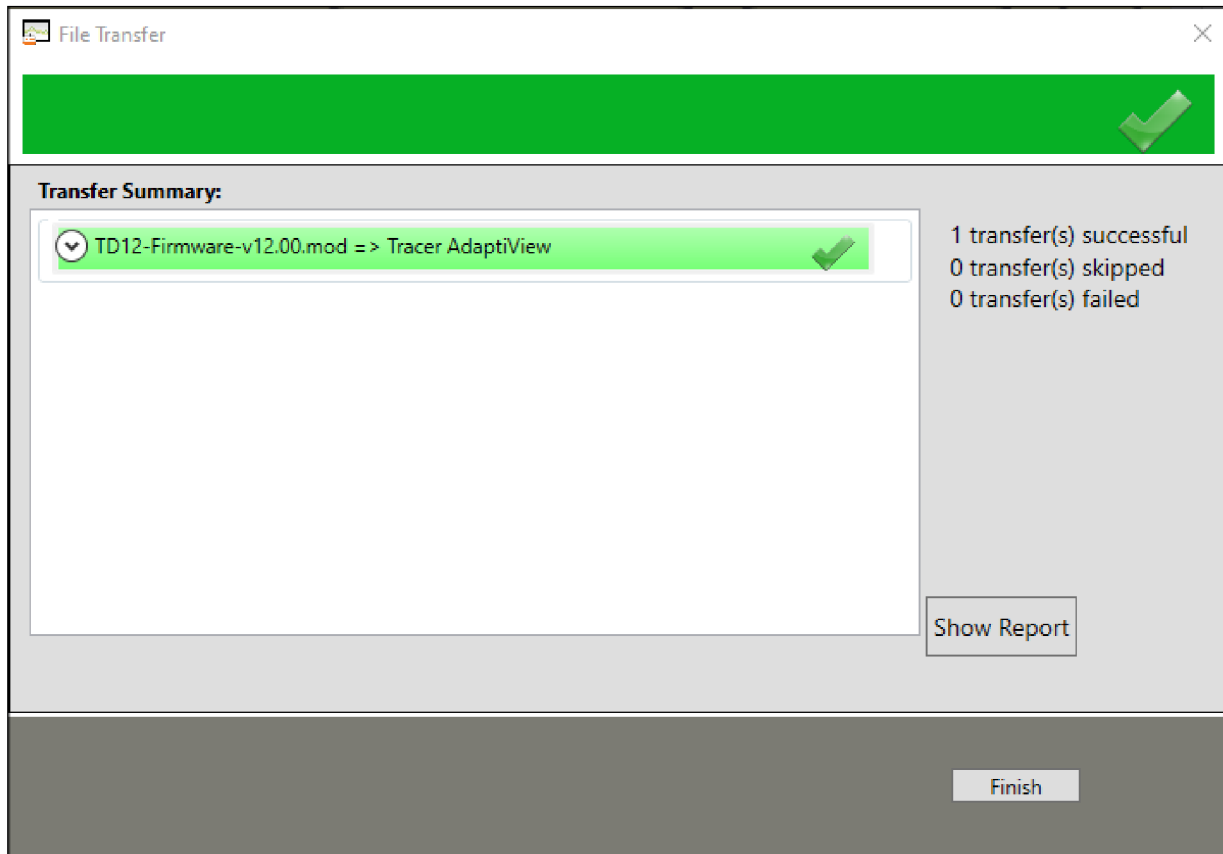 File Transfer
Transfer Summary:
TD12-Firmware-v12.00.mod => Tracer AdaptiView
1 transfer(s) successful
0 transfer(s) skipped
0 transfer(s) failed
Show Report
Finish